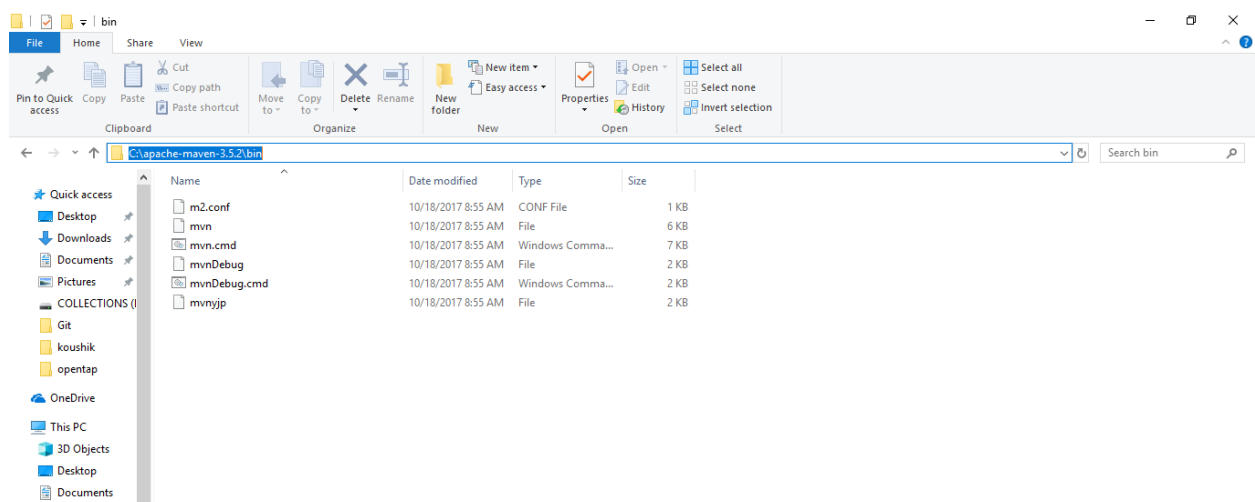 bin
File Home Share View
Pin to Quick access
Copy
Paste
Cut
Copy path
Paste shortcut
Clipboard
Move to
Copy to
Delete
Rename
Organize
New folder
New item
Easy access
New
Properties
Open
Edit
History
Open
Select all
Select none
Invert selection
Select
C:\apache-maven-3.5.2\bin
Search bin
Name Date modified Type Size
m2.conf 10/18/2017 8:55 AM CONF File 1 KB
mvn 10/18/2017 8:55 AM File 6 KB
mvn.cmd 10/18/2017 8:55 AM Windows Comma... 7 KB
mvnDebug 10/18/2017 8:55 AM File 2 KB
mvnDebug.cmd 10/18/2017 8:55 AM Windows Comma... 2 KB
mvnyjp 10/18/2017 8:55 AM File 2 KB
Quick access
Desktop
Downloads
Documents
Pictures
COLLECTIONS (
Git
koushik
opentap
OneDrive
This PC
3D Objects
Desktop
Documents